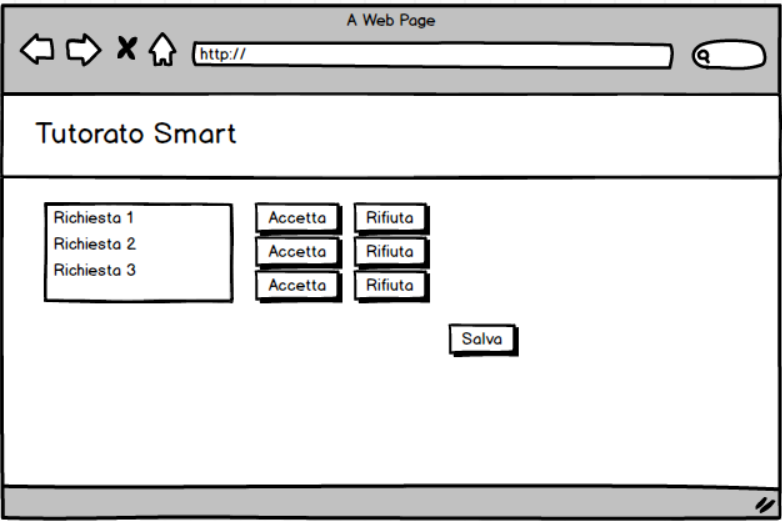 A Web Page
http://
Tutorato Smart
Richiesta 1 Accetta Rifiuta
Richiesta 2 Accetta Rifiuta
Richiesta 3 Accetta Rifiuta
Salva